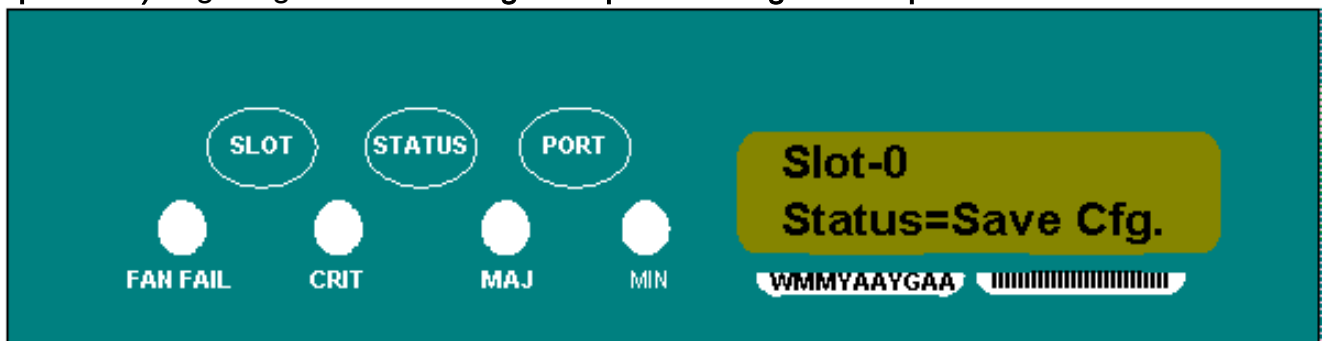 SLOT STATUS PORT
Slot-0
Status=Save Cfg.
FAN FAIL CRIT MAJ MIN
WMMYAAYGAA